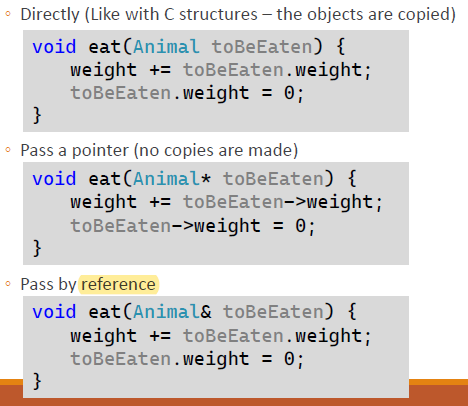 ◦ Directly (Like with C structures – the objects are copied)
void eat(Animal toBeEaten) {
    weight += toBeEaten.weight;
    toBeEaten.weight = 0;
}
◦ Pass a pointer (no copies are made)
void eat(Animal* toBeEaten) {
    weight += toBeEaten->weight;
    toBeEaten->weight = 0;
}
◦ Pass by reference
void eat(Animal& toBeEaten) {
    weight += toBeEaten.weight;
    toBeEaten.weight = 0;
}